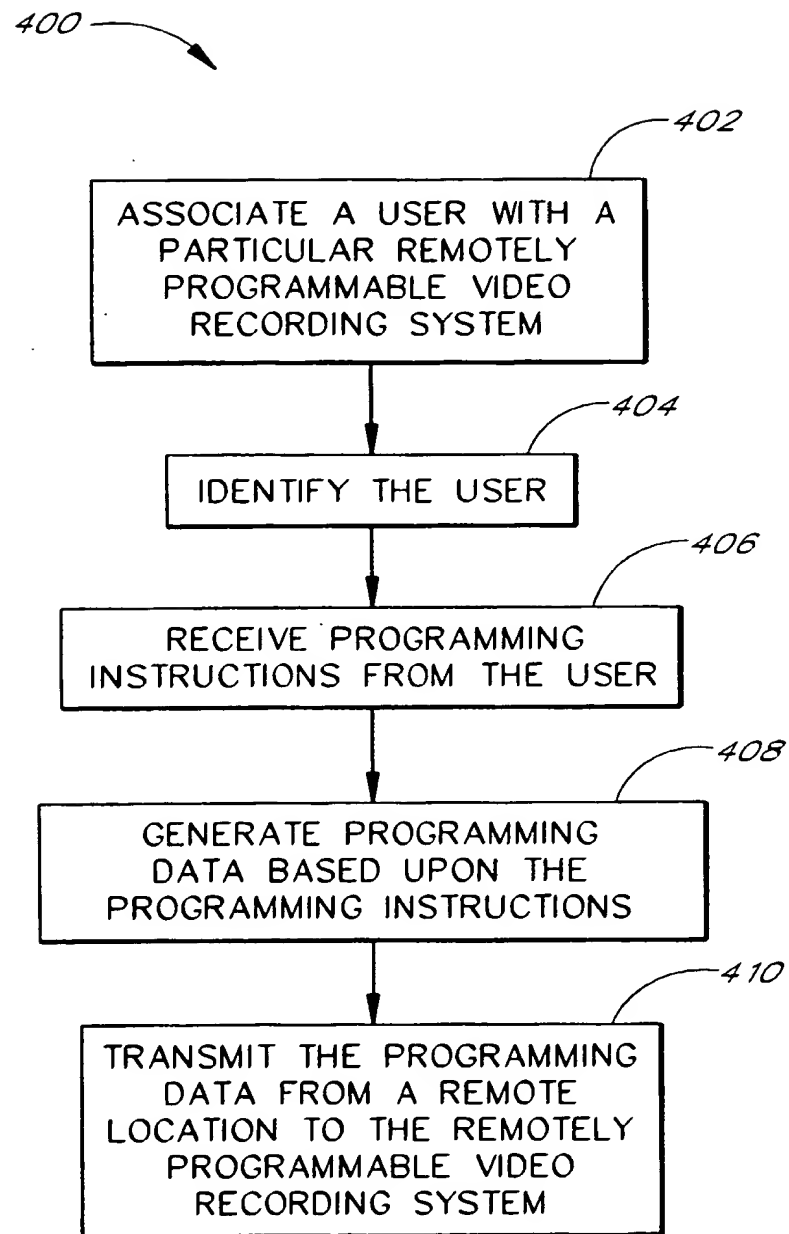 400
402
ASSOCIATE A USER WITH A
PARTICULAR REMOTELY
PROGRAMMABLE VIDEO
RECORDING SYSTEM
404
IDENTIFY THE USER
406
RECEIVE PROGRAMMING
INSTRUCTIONS FROM THE USER
408
GENERATE PROGRAMMING
DATA BASED UPON THE
PROGRAMMING INSTRUCTIONS
410
TRANSMIT THE PROGRAMMING
DATA FROM A REMOTE
LOCATION TO THE REMOTELY
PROGRAMMABLE VIDEO
RECORDING SYSTEM